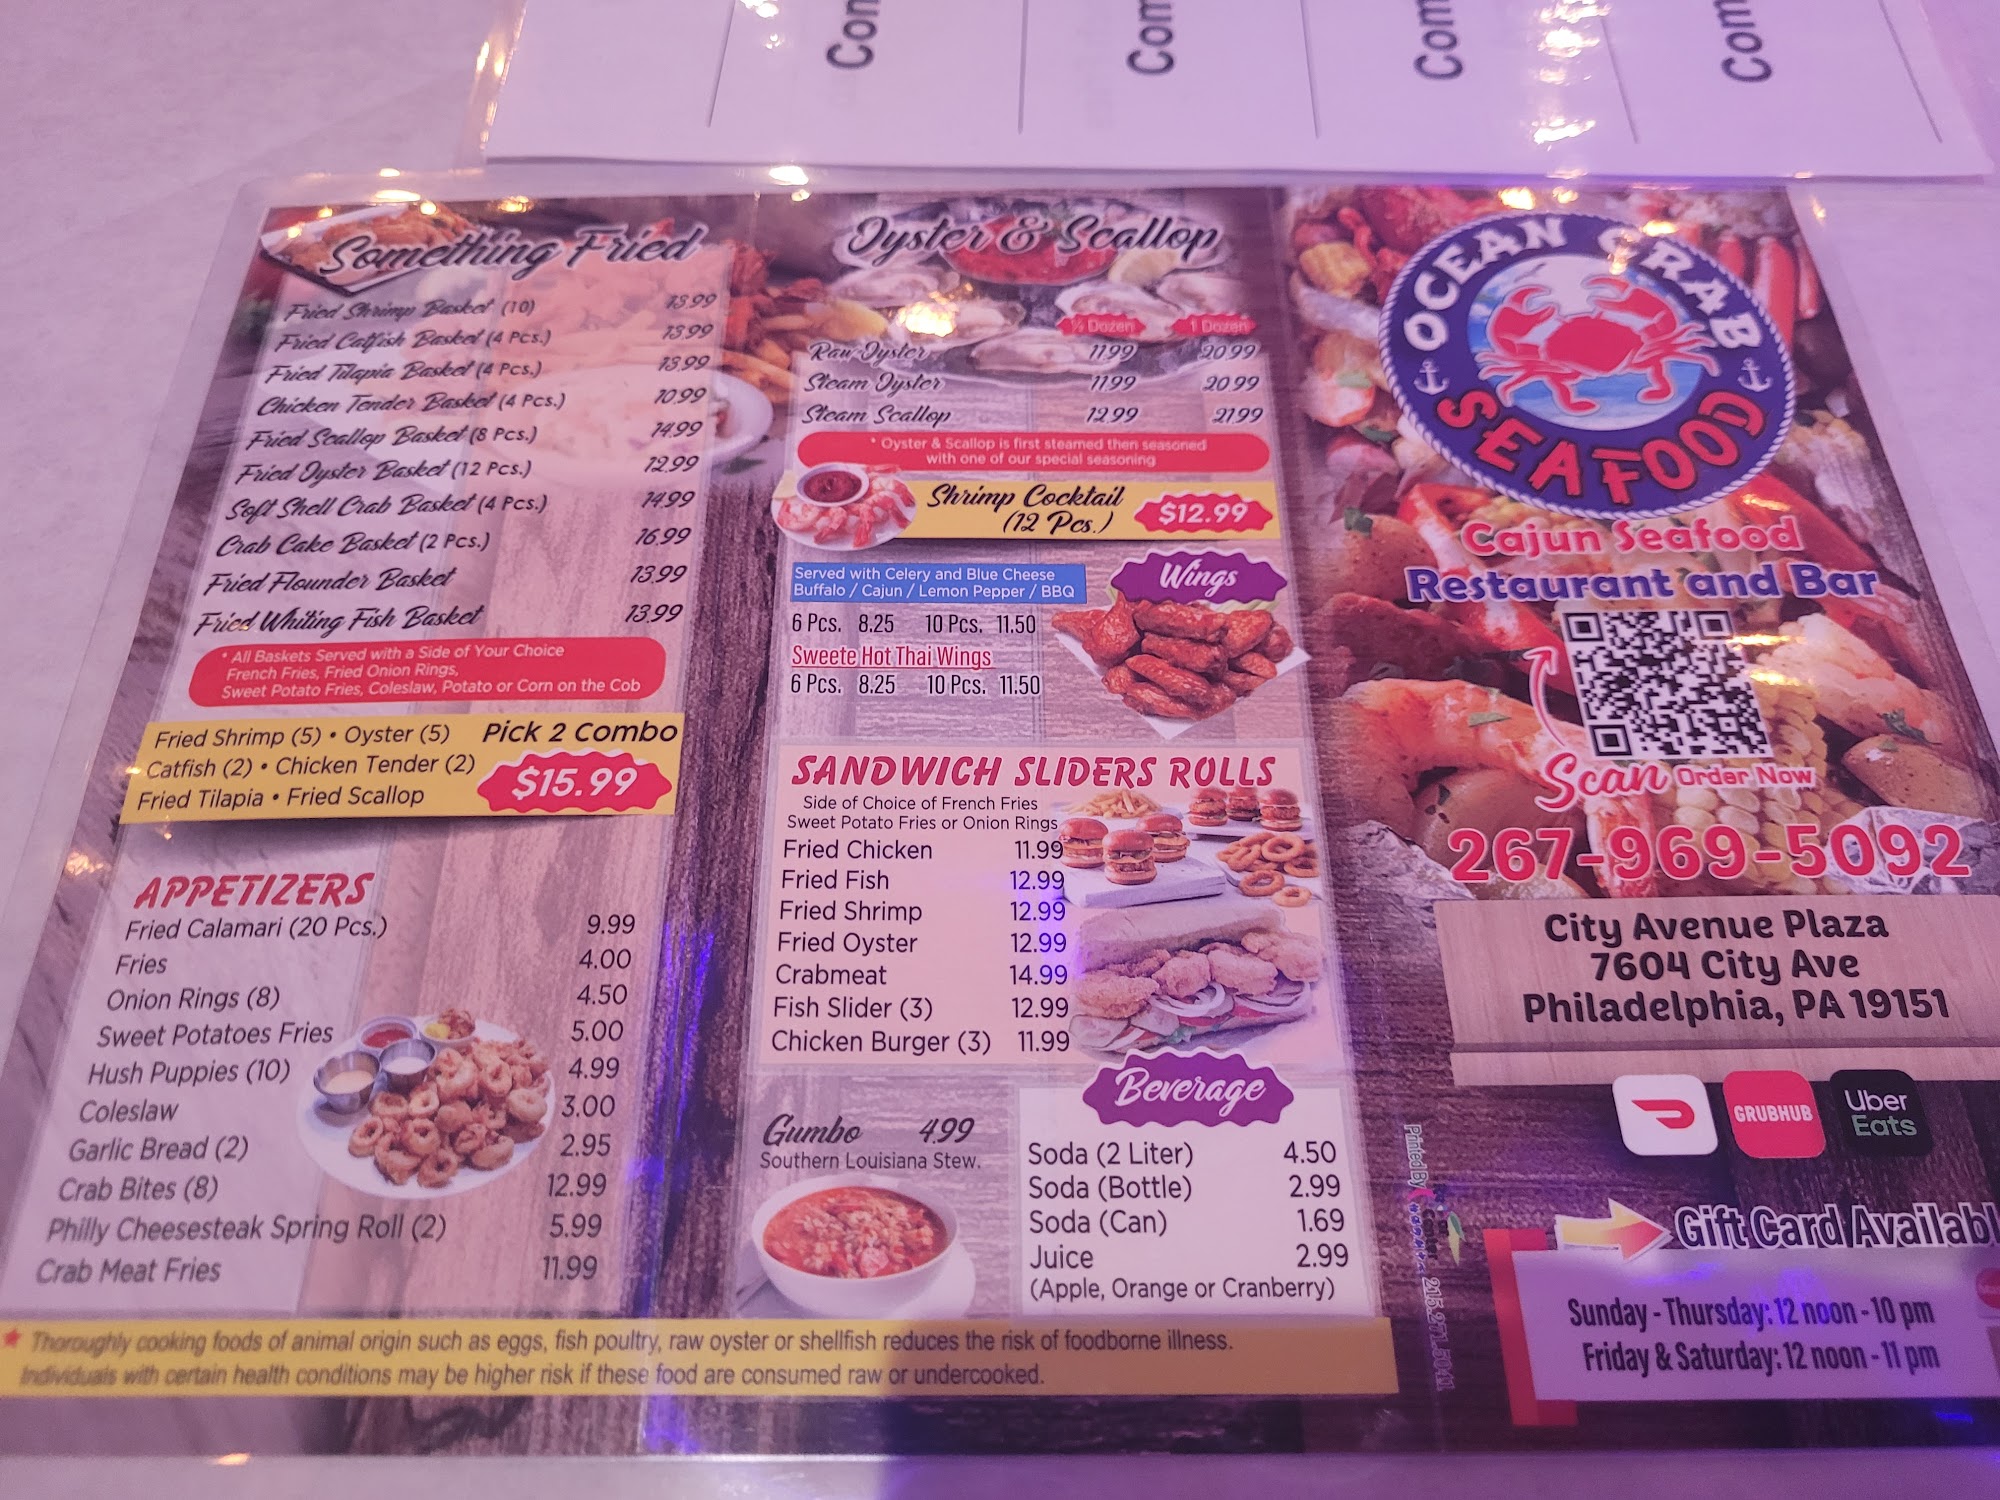 Com
Com
Com
Com
Something Fried
Fried Shrimp Basket (10) 13.99
Fried Catfish Basket (4 Pcs.) 13.99
Fried Tilapia Basket (4 Pcs.) 13.99
Chicken Tender Basket (4 Pcs.) 10.99
Fried Scallop Basket (8 Pcs.) 14.99
Fried Oyster Basket (12 Pcs.) 12.99
Soft Shell Crab Basket (4 Pcs.) 14.99
Crab Cake Basket (2 Pcs.) 16.99
Fried Flounder Basket 13.99
Fried Whiting Fish Basket 13.99
* All Baskets Served with a Side of Your Choice
French Fries, Fried Onion Rings,
Sweet Potato Fries, Coleslaw, Potato or Corn on the Cob
Fried Shrimp (5) • Oyster (5) Pick 2 Combo
Catfish (2) • Chicken Tender (2)
Fried Tilapia • Fried Scallop
$15.99
APPETIZERS
Fried Calamari (20 Pcs.) 9.99
Fries 4.00
Onion Rings (8) 4.50
Sweet Potatoes Fries 5.00
Hush Puppies (10) 4.99
Coleslaw 3.00
Garlic Bread (2) 2.95
Crab Bites (8) 12.99
Philly Cheesesteak Spring Roll (2) 5.99
Crab Meat Fries 11.99
Oyster & Scallop
½ Dozen 1 Dozen
Raw Oyster 11.99 20.99
Steam Oyster 11.99 20.99
Steam Scallop 12.99 21.99
* Oyster & Scallop is first steamed then seasoned
with one of our special seasoning
Shrimp Cocktail
(12 Pcs.)
$12.99
Wings
Served with Celery and Blue Cheese
Buffalo / Cajun / Lemon Pepper / BBQ
6 Pcs. 8.25 10 Pcs. 11.50
Sweete Hot Thai Wings
6 Pcs. 8.25 10 Pcs. 11.50
SANDWICH SLIDERS ROLLS
Side of Choice of French Fries
Sweet Potato Fries or Onion Rings
Fried Chicken 11.99
Fried Fish 12.99
Fried Shrimp 12.99
Fried Oyster 12.99
Crabmeat 14.99
Fish Slider (3) 12.99
Chicken Burger (3) 11.99
Gumbo 4.99
Southern Louisiana Stew.
Beverage
Soda (2 Liter) 4.50
Soda (Bottle) 2.99
Soda (Can) 1.69
Juice 2.99
(Apple, Orange or Cranberry)
* Thoroughly cooking foods of animal origin such as eggs, fish poultry, raw oyster or shellfish reduces the risk of foodborne illness.
Individuals with certain health conditions may be higher risk if these food are consumed raw or undercooked.
OCEAN CRAB
SEAFOOD
Cajun Seafood
Restaurant and Bar
Scan Order Now
267-969-5092
City Avenue Plaza
7604 City Ave
Philadelphia, PA 19151
GRUBHUB
Uber
Eats
Gift Card Availabl
Sunday - Thursday: 12 noon - 10 pm
Friday & Saturday: 12 noon - 11 pm
Printed By